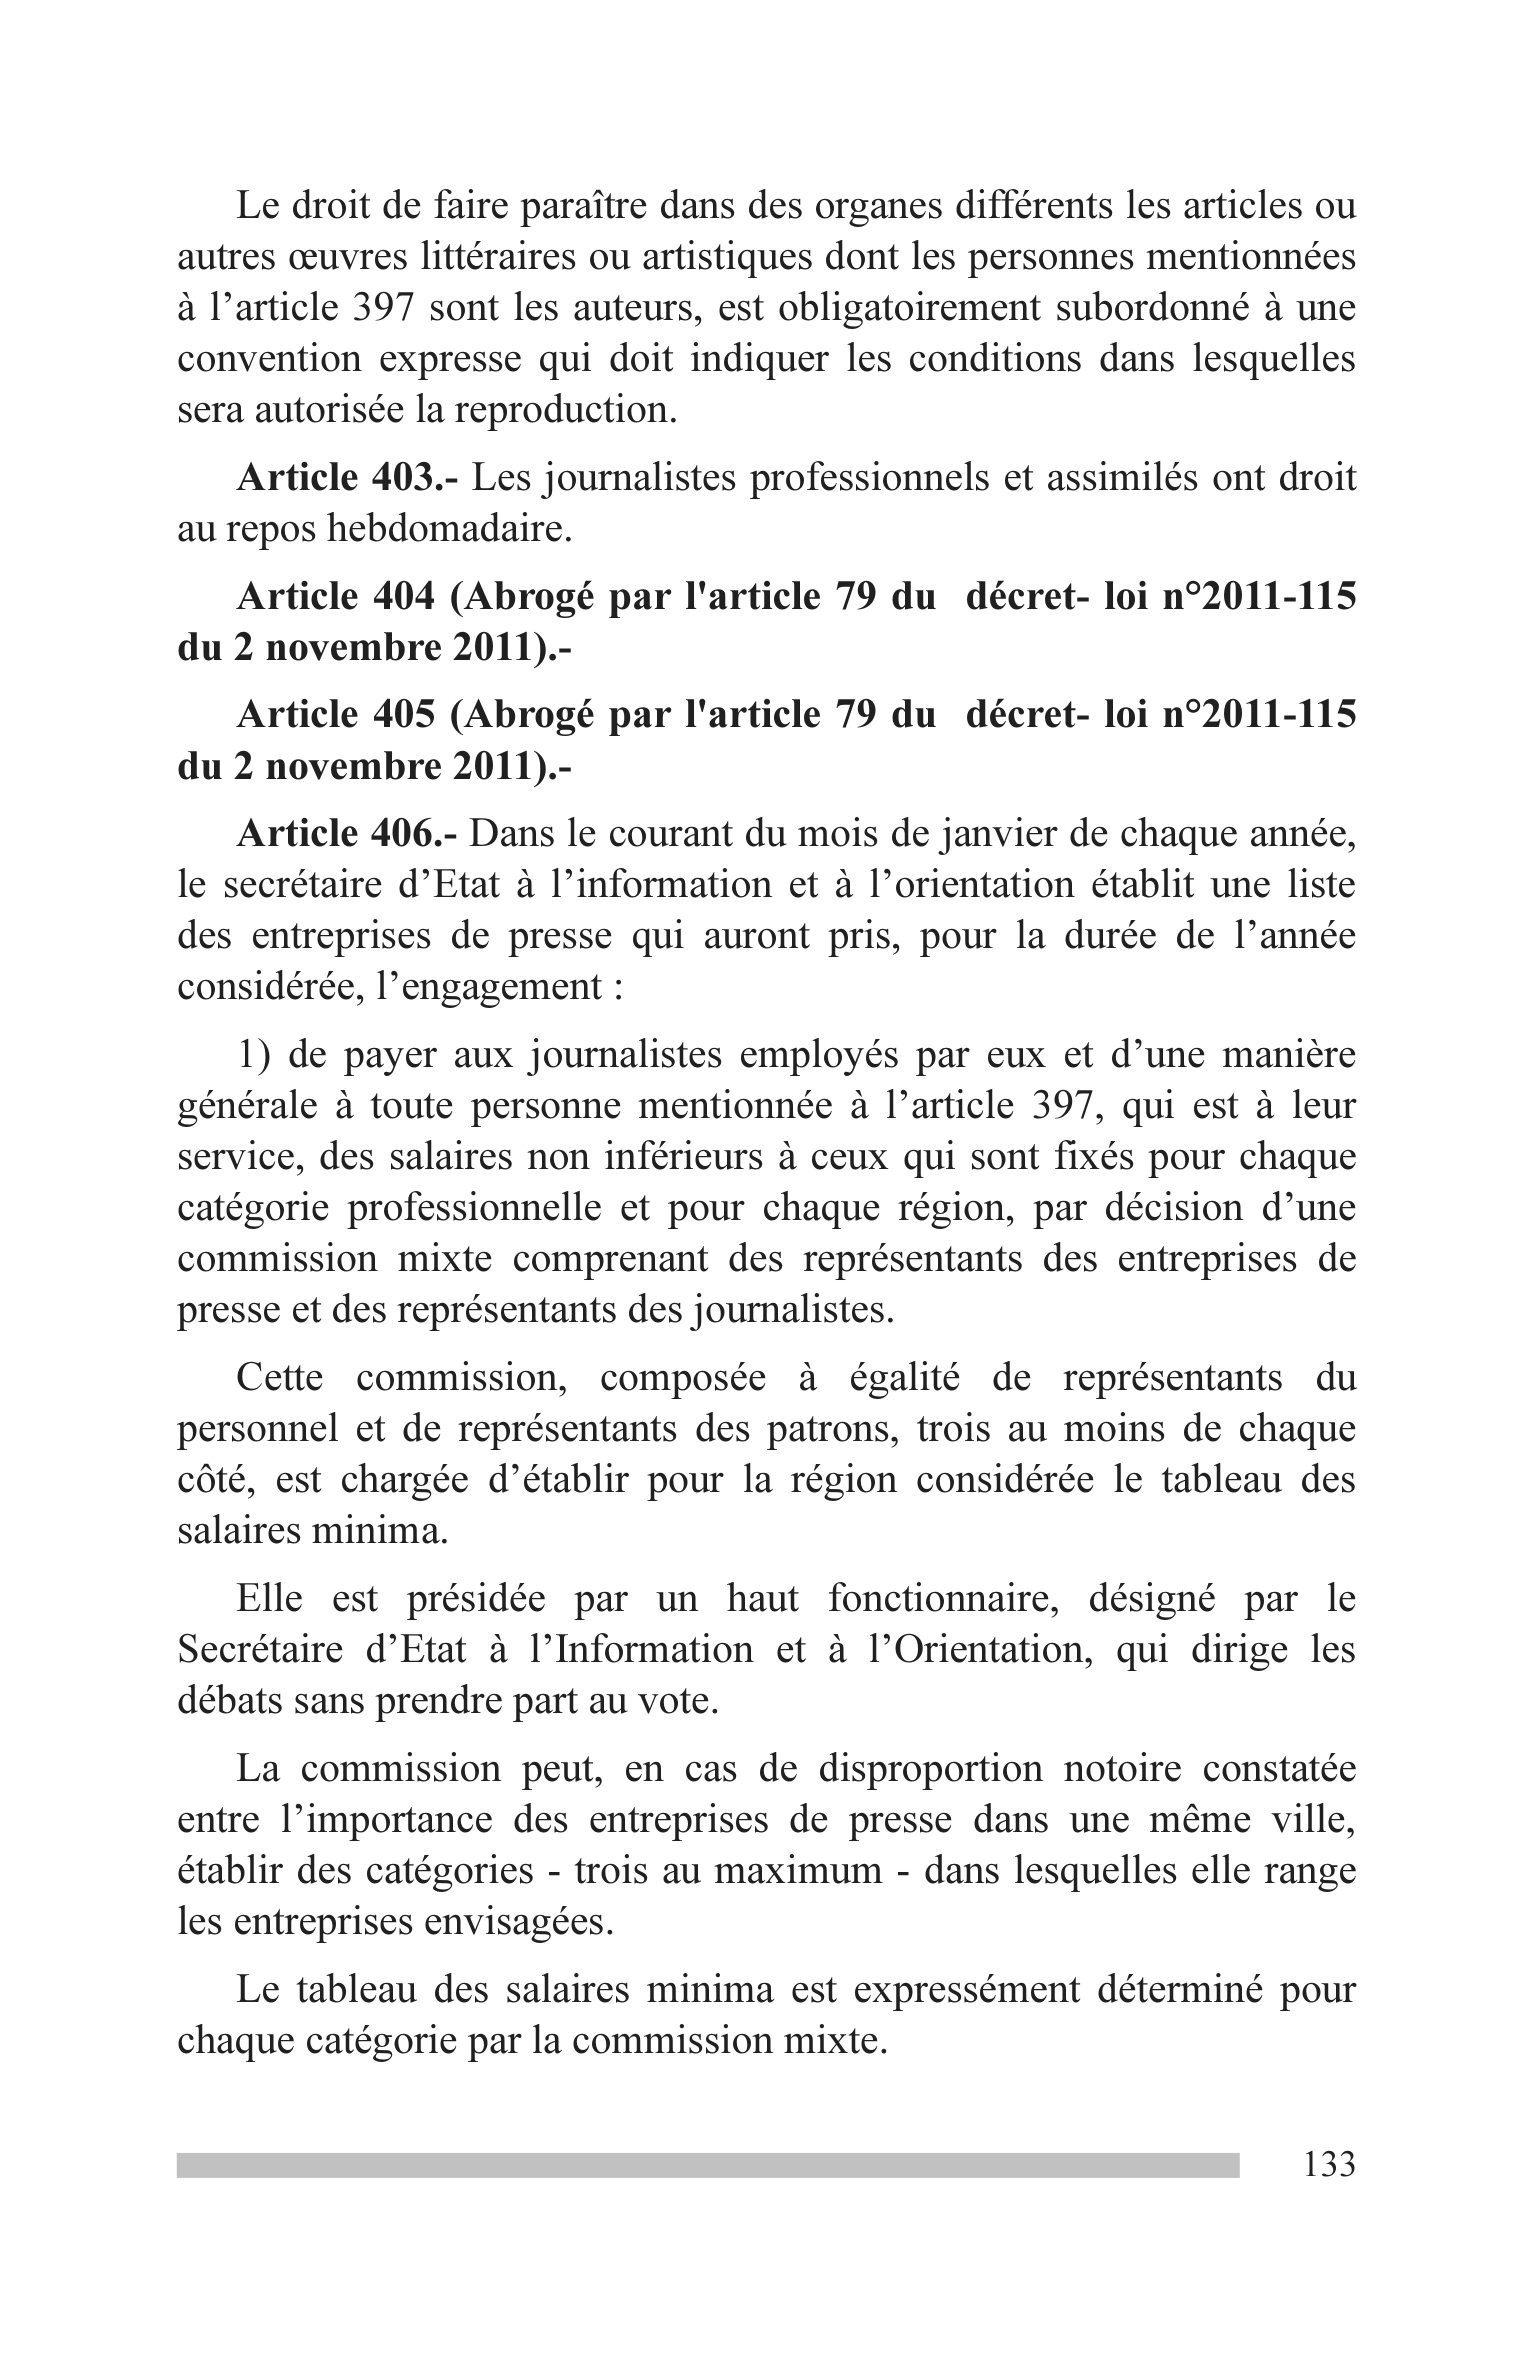 Le droit de faire paraître dans des organes différents les articles ou
autres œuvres littéraires ou artistiques dont les personnes mentionnées
à l’article 397 sont les auteurs, est obligatoirement subordonné à une
convention expresse qui doit indiquer les conditions dans lesquelles
sera autorisée la reproduction.
Article 403.- Les journalistes professionnels et assimilés ont droit
au repos hebdomadaire.
Article 404 (Abrogé par l'article 79 du  décret- loi n°2011-115
du 2 novembre 2011).-
Article 405 (Abrogé par l'article 79 du  décret- loi n°2011-115
du 2 novembre 2011).-
Article 406.- Dans le courant du mois de janvier de chaque année,
le secrétaire d’Etat à l’information et à l’orientation établit une liste
des entreprises de presse qui auront pris, pour la durée de l’année
considérée, l’engagement :
1) de payer aux journalistes employés par eux et d’une manière
générale à toute personne mentionnée à l’article 397, qui est à leur
service, des salaires non inférieurs à ceux qui sont fixés pour chaque
catégorie professionnelle et pour chaque région, par décision d’une
commission mixte comprenant des représentants des entreprises de
presse et des représentants des journalistes.
Cette commission, composée à égalité de représentants du
personnel et de représentants des patrons, trois au moins de chaque
côté, est chargée d’établir pour la région considérée le tableau des
salaires minima.
Elle est présidée par un haut fonctionnaire, désigné par le
Secrétaire d’Etat à l’Information et à l’Orientation, qui dirige les
débats sans prendre part au vote.
La commission peut, en cas de disproportion notoire constatée
entre l’importance des entreprises de presse dans une même ville,
établir des catégories - trois au maximum - dans lesquelles elle range
les entreprises envisagées.
Le tableau des salaires minima est expressément déterminé pour
chaque catégorie par la commission mixte.
133